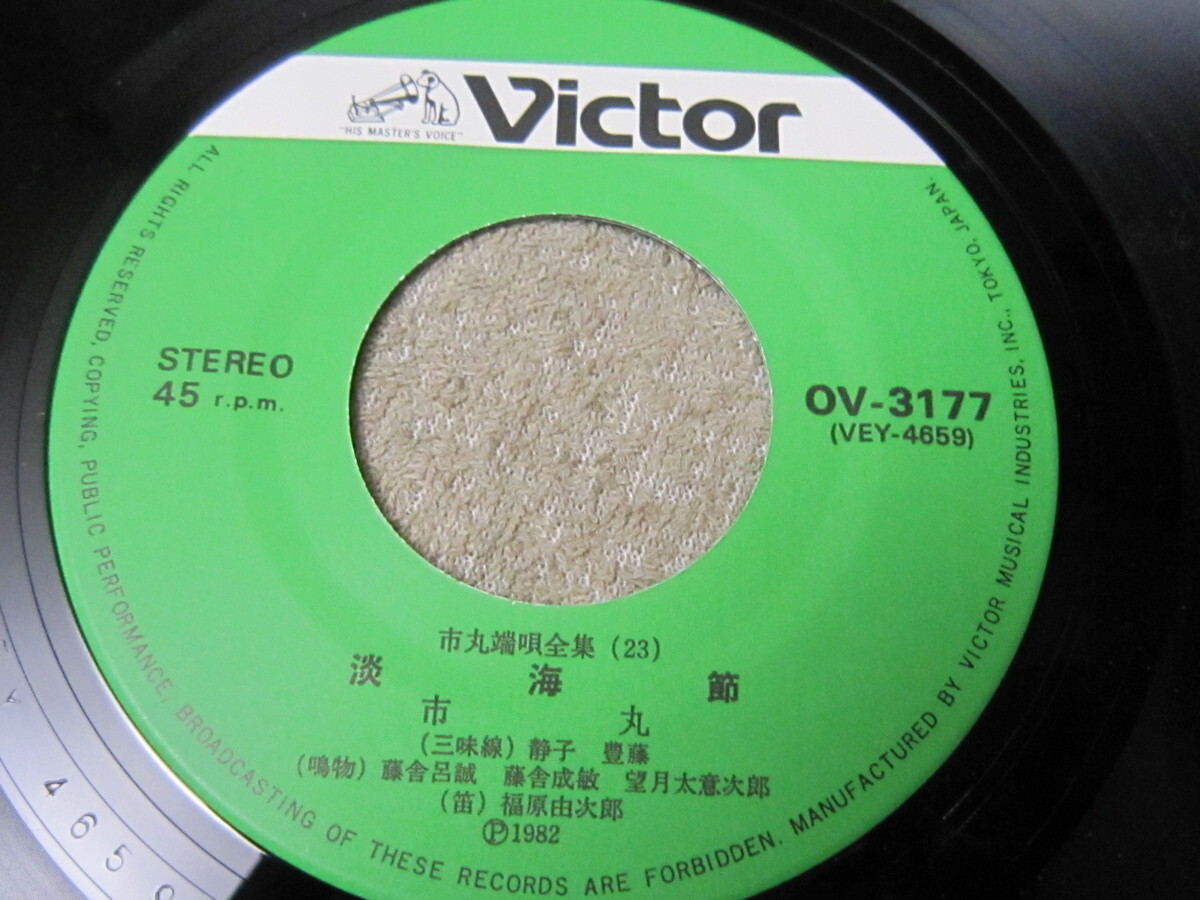 "HIS MASTER'S VOICE"
Victor
STEREO
45 r.p.m.
OV-3177
(VEY-4659)
市丸端唄全集(23)
淡海節
市丸
(三味線)静子 豊藤
(鳴物)藤舎呂誠 藤舎成敏 望月太意次郎
(笛)福原由次郎
Ⓟ1982
ALL RIGHTS RESERVED, COPYING, PUBLIC PERFORMANCE, BROADCASTING OF THESE RECORDS ARE FORBIDDEN. MANUFACTURED BY VICTOR MUSICAL INDUSTRIES, INC., TOKYO, JAPAN.
465